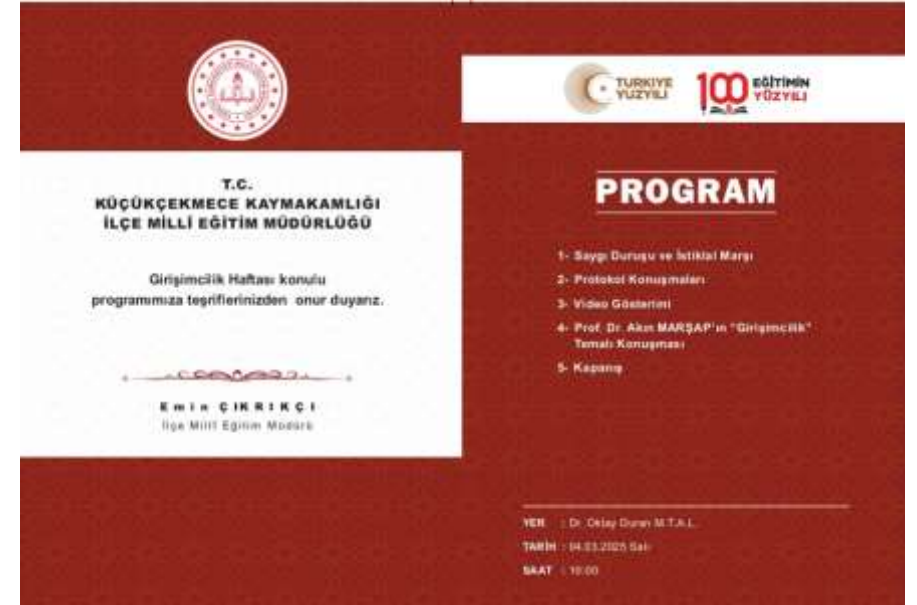 T.C.
KÜÇÜKÇEKMECE KAYMAKAMLIĞI
İLÇE MİLLİ EĞİTİM MÜDÜRLÜĞÜ
Girişimcilik Haftası konulu
programımıza teşriflerinizden onur duyarız.
Emin ÇIKRIKÇI
İlçe Millî Eğitim Müdürü
TÜRKİYE
YÜZYILI
100 EĞİTİMİN
YÜZYILI
PROGRAM
1- Saygı Duruşu ve İstiklal Marşı
2- Protokol Konuşmaları
3- Video Gösterimi
4- Prof. Dr. Akın MARŞAP'ın "Girişimcilik"
Temalı Konuşması
5- Kapanış
YER : Dr. Oktay Duran M.T.A.L.
TARİH : 04.03.2025 Salı
SAAT : 10:00